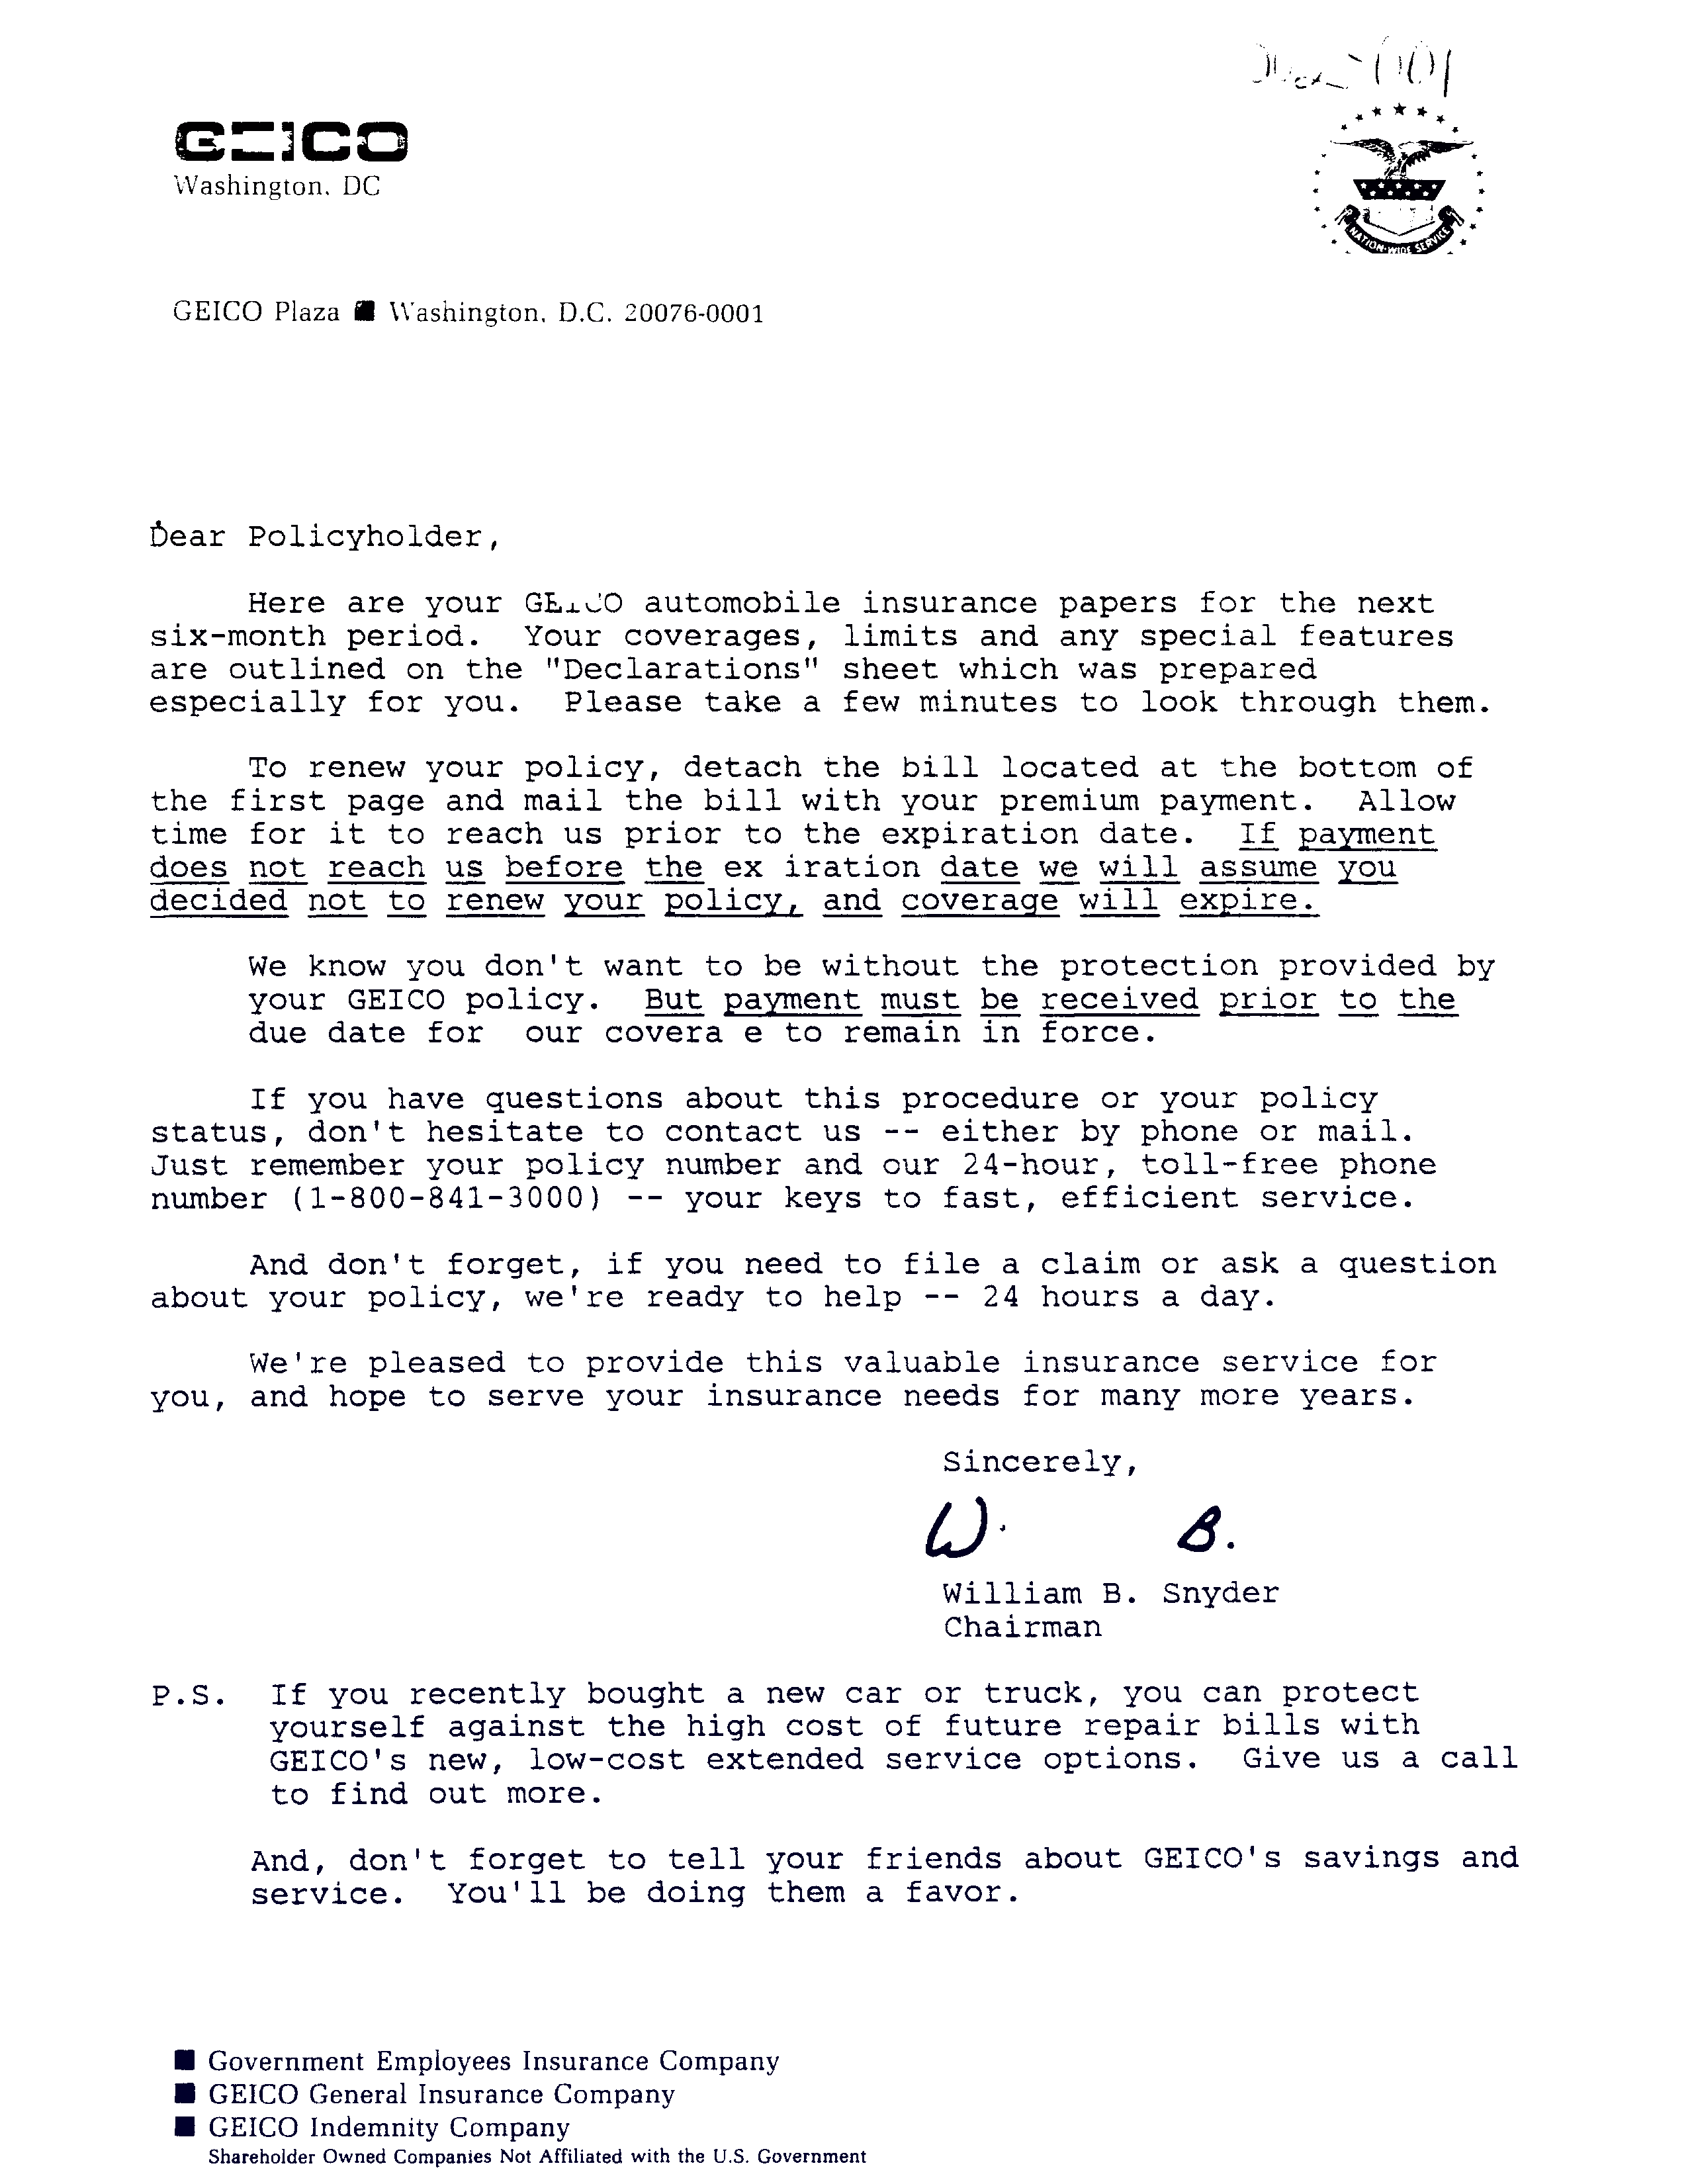 GEICO
Washington, DC
NATION-WIDE SERVICE
GEICO Plaza ■ Washington, D.C. 20076-0001
Dear Policyholder,
Here are your GEICO automobile insurance papers for the next
six-month period. Your coverages, limits and any special features
are outlined on the "Declarations" sheet which was prepared
especially for you. Please take a few minutes to look through them.
To renew your policy, detach the bill located at the bottom of
the first page and mail the bill with your premium payment. Allow
time for it to reach us prior to the expiration date. If payment
does not reach us before the ex iration date we will assume you
decided not to renew your policy, and coverage will expire.
We know you don't want to be without the protection provided by
your GEICO policy. But payment must be received prior to the
due date for our covera e to remain in force.
If you have questions about this procedure or your policy
status, don't hesitate to contact us -- either by phone or mail.
Just remember your policy number and our 24-hour, toll-free phone
number (1-800-841-3000) -- your keys to fast, efficient service.
And don't forget, if you need to file a claim or ask a question
about your policy, we're ready to help -- 24 hours a day.
We're pleased to provide this valuable insurance service for
you, and hope to serve your insurance needs for many more years.
Sincerely,
W. B.
William B. Snyder
Chairman
P.S. If you recently bought a new car or truck, you can protect
yourself against the high cost of future repair bills with
GEICO's new, low-cost extended service options. Give us a call
to find out more.
And, don't forget to tell your friends about GEICO's savings and
service. You'll be doing them a favor.
■ Government Employees Insurance Company
■ GEICO General Insurance Company
■ GEICO Indemnity Company
Shareholder Owned Companies Not Affiliated with the U.S. Government